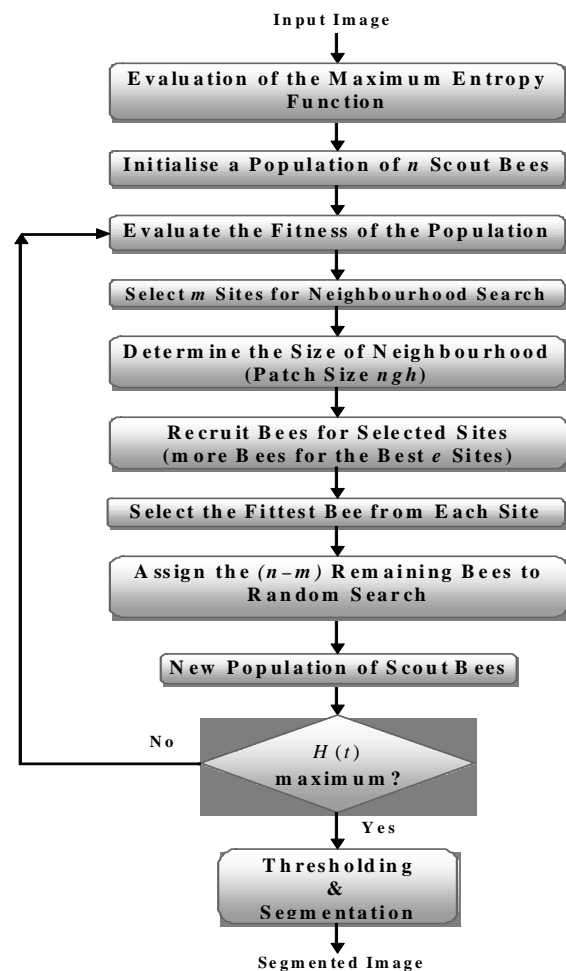 Input Image
Evaluation of the Maximum Entropy
Function
Initialise a Population of n Scout Bees
Evaluate the Fitness of the Population
Select m Sites for Neighbourhood Search
Determine the Size of Neighbourhood
(Patch Size ngh)
Recruit Bees for Selected Sites
(more Bees for the Best e Sites)
Select the Fittest Bee from Each Site
Assign the (n–m) Remaining Bees to
Random Search
New Population of Scout Bees
No
H (t)
maximum?
Yes
Thresholding
&
Segmentation
Segmented Image